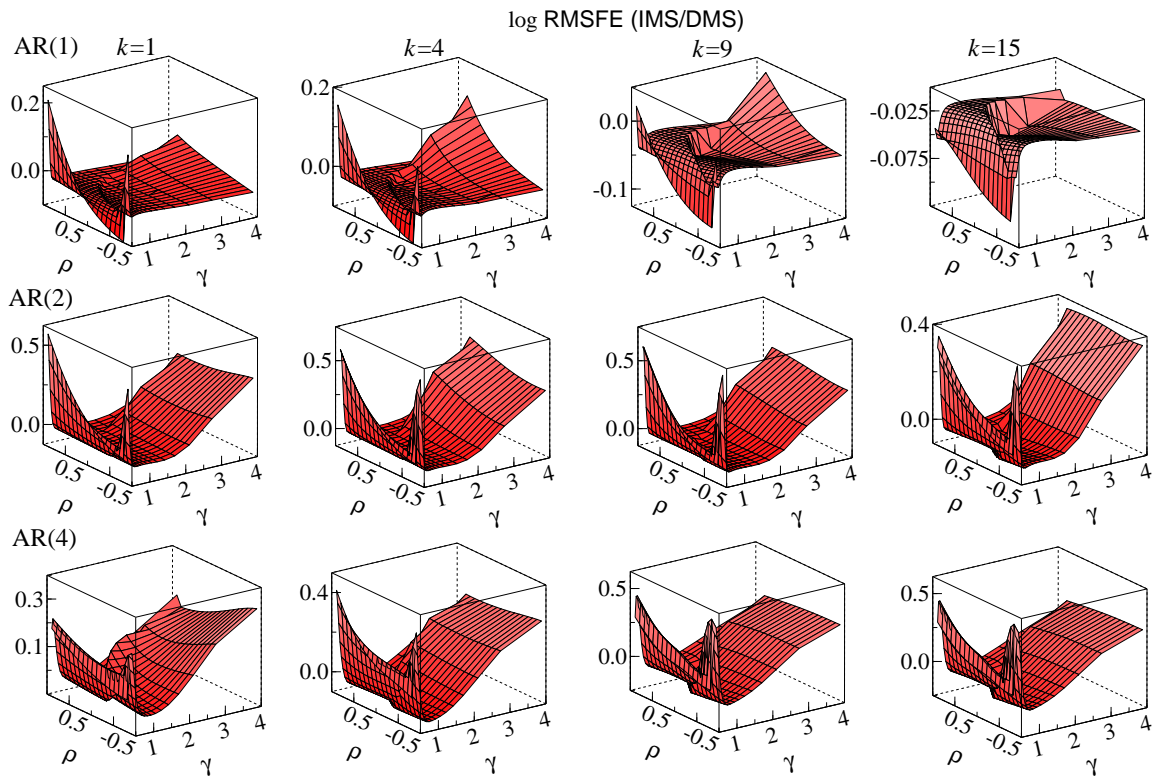 log RMSFE (IMS/DMS)
AR(1) k=1 k=4 k=9 k=15
0.2 0.0 0.5 -0.5 ρ 1 2 3 4 γ
0.2 0.0 0.5 -0.5 ρ 1 2 3 4 γ
0.0 -0.1 0.5 -0.5 ρ 1 2 3 4 γ
-0.025 -0.075 0.5 -0.5 ρ 1 2 3 4 γ
AR(2)
0.5 0.0 0.5 -0.5 ρ 1 2 3 4 γ
0.5 0.0 0.5 -0.5 ρ 1 2 3 4 γ
0.5 0.0 0.5 -0.5 ρ 1 2 3 4 γ
0.4 0.0 0.5 -0.5 ρ 1 2 3 4 γ
AR(4)
0.3 0.1 0.5 -0.5 ρ 1 2 3 4 γ
0.4 0.0 0.5 -0.5 ρ 1 2 3 4 γ
0.5 0.0 0.5 -0.5 ρ 1 2 3 4 γ
0.5 0.0 0.5 -0.5 ρ 1 2 3 4 γ